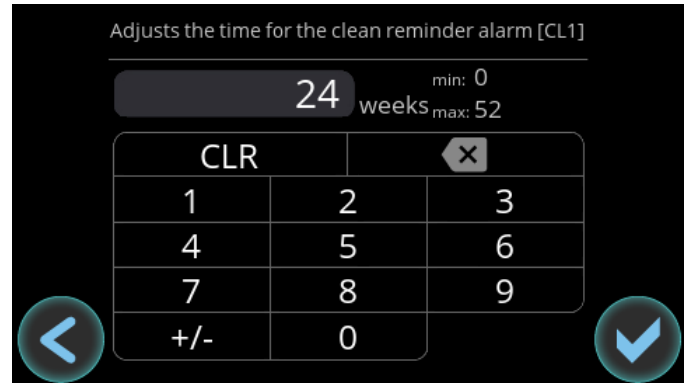 Adjusts the time for the clean reminder alarm [CL1]
24 weeks min: 0
max: 52
CLR
1 2 3
4 5 6
7 8 9
+/- 0